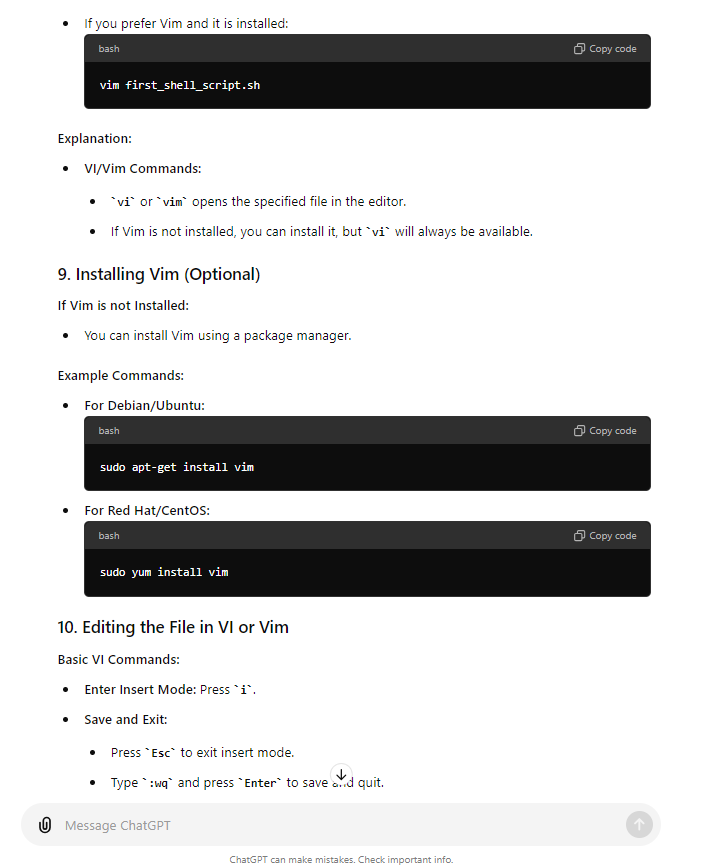 If you prefer Vim and it is installed:
bash Copy code
vim first_shell_script.sh
Explanation:
VI/Vim Commands:
`vi` or `vim` opens the specified file in the editor.
If Vim is not installed, you can install it, but `vi` will always be available.
9. Installing Vim (Optional)
If Vim is not Installed:
You can install Vim using a package manager.
Example Commands:
For Debian/Ubuntu:
bash Copy code
sudo apt-get install vim
For Red Hat/CentOS:
bash Copy code
sudo yum install vim
10. Editing the File in VI or Vim
Basic VI Commands:
Enter Insert Mode: Press `i`.
Save and Exit:
Press `Esc` to exit insert mode.
Type `:wq` and press `Enter` to save and quit.
Message ChatGPT
ChatGPT can make mistakes. Check important info.